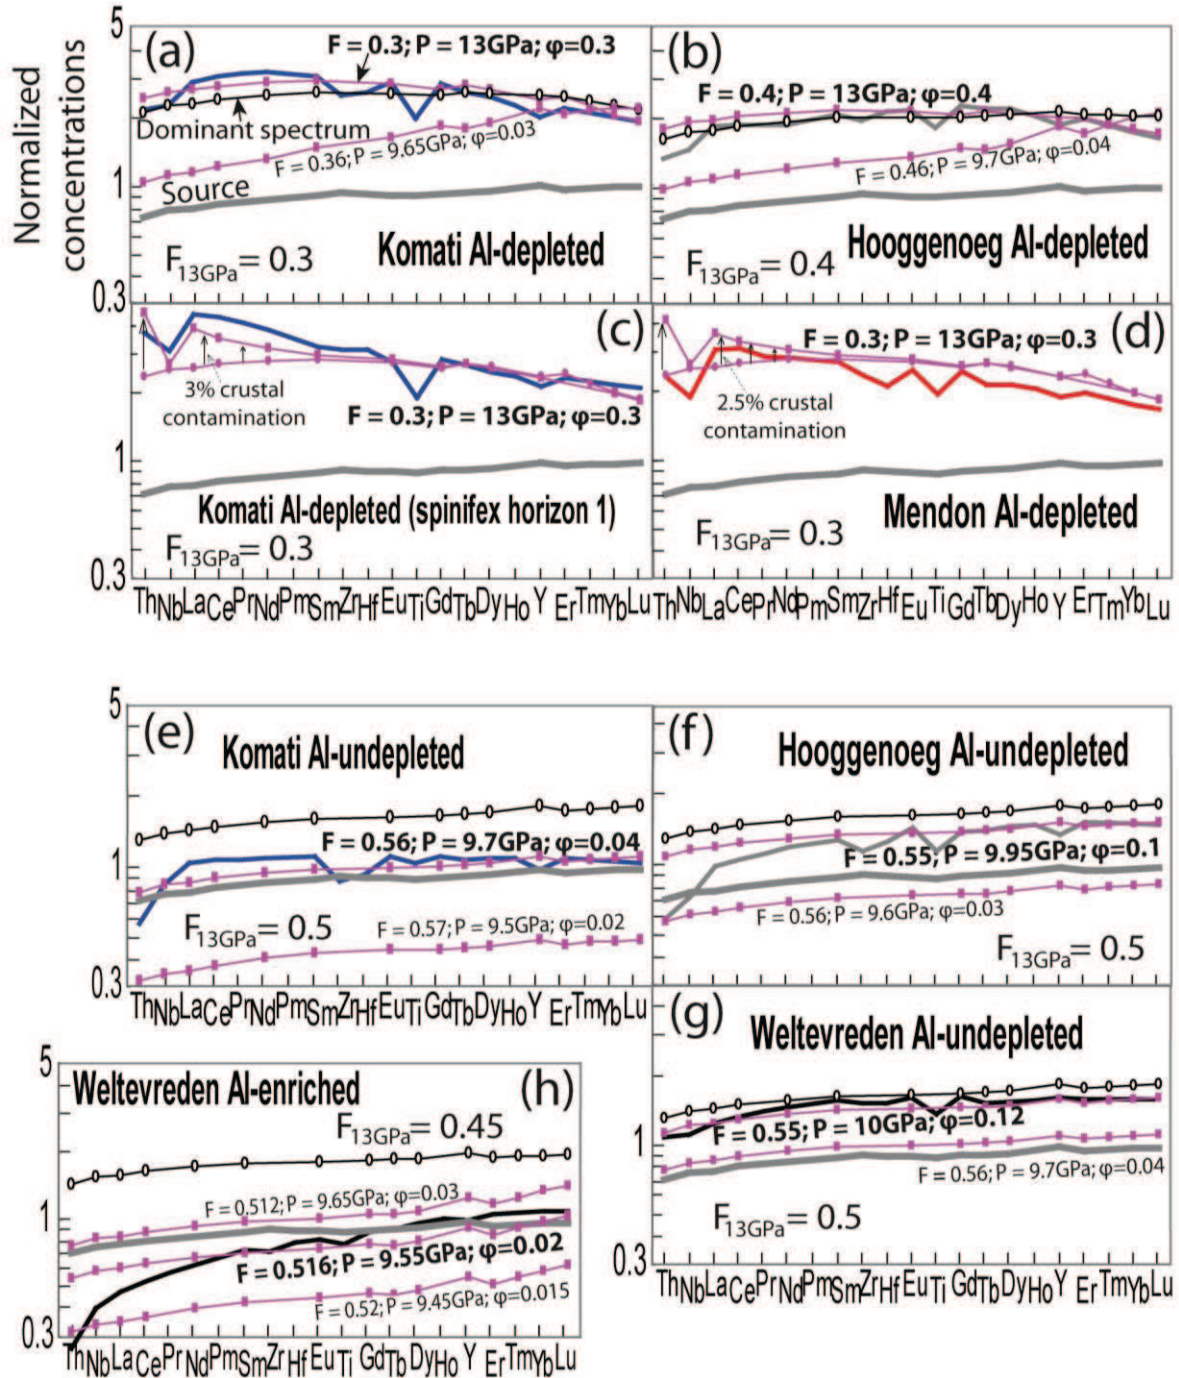 Normalized
concentrations
5
1
0.3
(a)
F = 0.3; P = 13GPa; φ=0.3
Dominant spectrum
F = 0.36; P = 9.65GPa; φ=0.03
Source
F13GPa= 0.3
Komati Al-depleted
(b)
F = 0.4; P = 13GPa; φ=0.4
F = 0.46; P = 9.7GPa; φ=0.04
Hooggenoeg Al-depleted
F13GPa= 0.4
1
0.3
(c)
3% crustal
contamination
F = 0.3; P = 13GPa; φ=0.3
Komati Al-depleted (spinifex horizon 1)
F13GPa= 0.3
(d)
F = 0.3; P = 13GPa; φ=0.3
2.5% crustal
contamination
Mendon Al-depleted
F13GPa= 0.3
Th Nb La Ce Pr Nd Pm Sm Zr Hf Eu Ti Gd Tb Dy Ho Y Er Tm Yb Lu
Th Nb La Ce Pr Nd Pm Sm Zr Hf Eu Ti Gd Tb Dy Ho Y Er Tm Yb Lu
5
1
0.3
(e)
Komati Al-undepleted
F = 0.56; P = 9.7GPa; φ=0.04
F13GPa= 0.5
F = 0.57; P = 9.5GPa; φ=0.02
Th Nb La Ce Pr Nd Pm Sm Zr Hf Eu Ti Gd Tb Dy Ho Y Er Tm Yb Lu
(f)
Hooggenoeg Al-undepleted
F = 0.55; P = 9.95GPa; φ=0.1
F = 0.56; P = 9.6GPa; φ=0.03
F13GPa= 0.5
(g)
Weltevreden Al-undepleted
1
F = 0.55; P = 10GPa; φ=0.12
F = 0.56; P = 9.7GPa; φ=0.04
F13GPa= 0.5
0.3
Th Nb La Ce Pr Nd Pm Sm Zr Hf Eu Ti Gd Tb Dy Ho Y Er Tm Yb Lu
5
1
0.3
Weltevreden Al-enriched
(h)
F13GPa= 0.45
F = 0.512; P = 9.65GPa; φ=0.03
F = 0.516; P = 9.55GPa; φ=0.02
F = 0.52; P = 9.45GPa; φ=0.015
Th Nb La Ce Pr Nd Pm Sm Zr Hf Eu Ti Gd Tb Dy Ho Y Er Tm Yb Lu